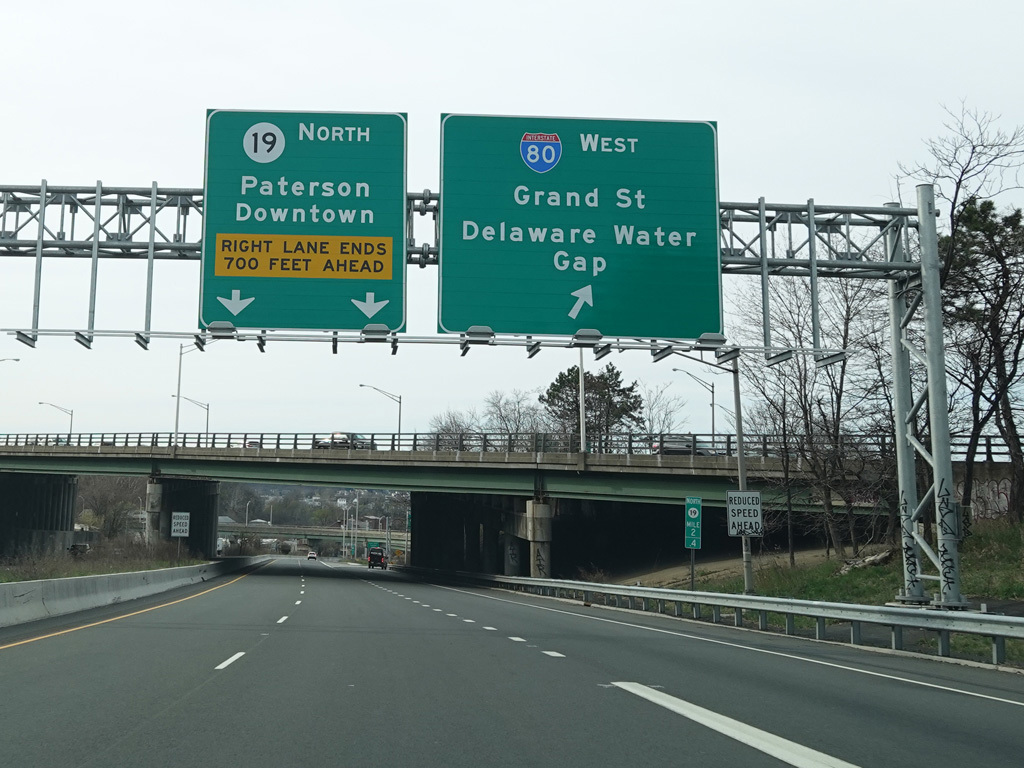 19 NORTH
PATERSON
DOWNTOWN
RIGHT LANE ENDS
700 FEET AHEAD
INTERSTATE
80 WEST
Grand St
Delaware Water
Gap
REDUCED
SPEED
AHEAD
NORTH
19
MILE
2
.4
REDUCED
SPEED
AHEAD